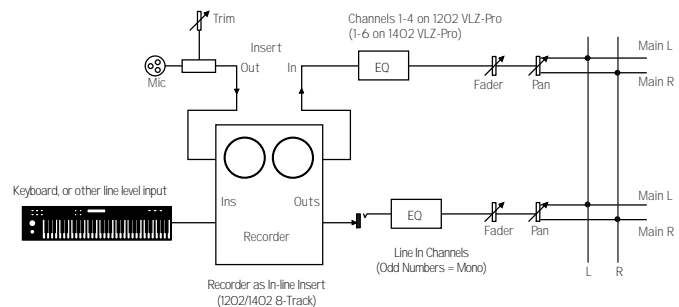 Trim
Channels 1-4 on 1202 VLZ-Pro
(1-6 on 1402 VLZ-Pro)
Insert
Out
In
EQ
Mic
Fader
Pan
Main L
Main R
Keyboard, or other line level input
Ins
Outs
Recorder
EQ
Fader
Pan
Main L
Main R
Line In Channels
(Odd Numbers = Mono)
L
R
Recorder as In-line Insert
(1202/1402 8-Track)